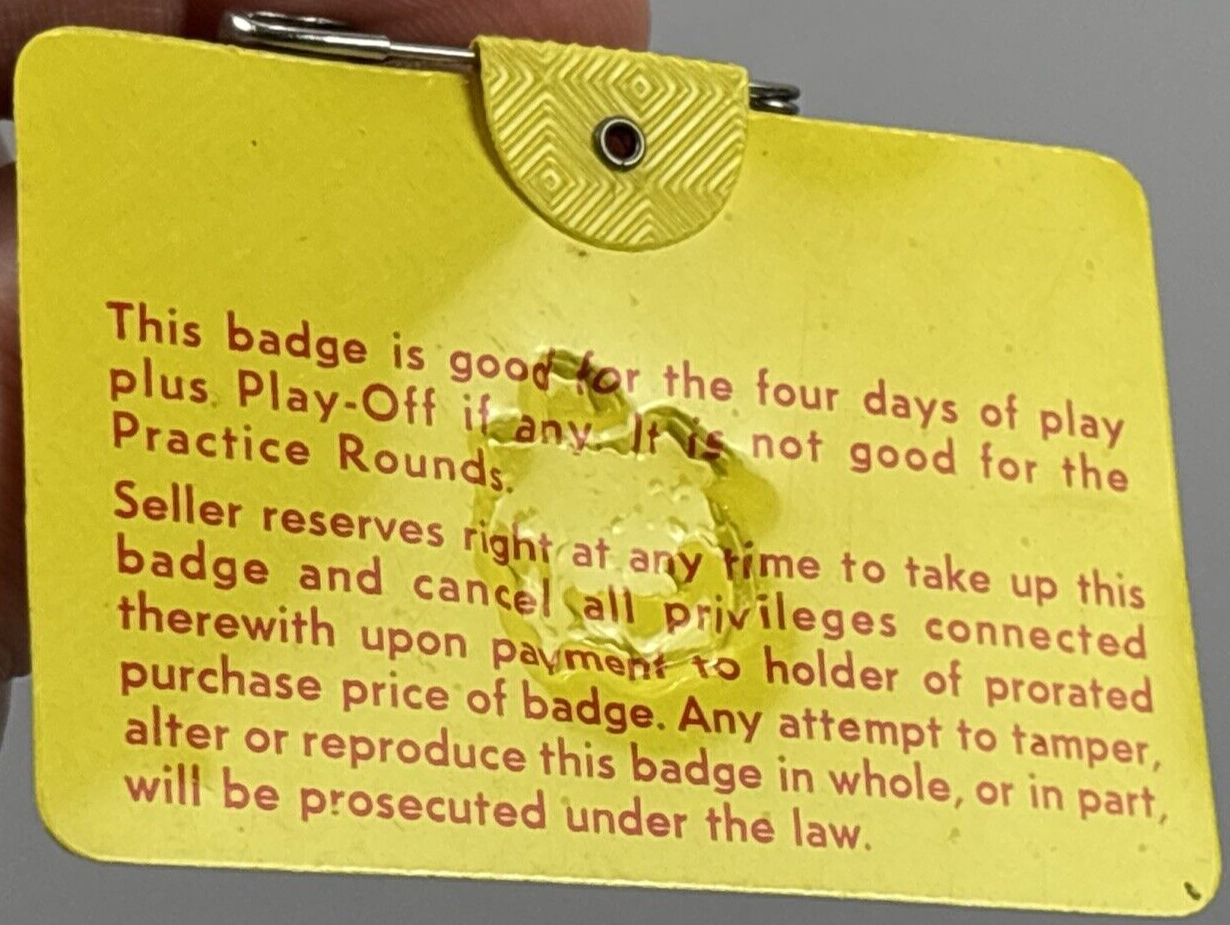 This badge is good for the four days of play
plus Play-Off if any. It is not good for the
Practice Rounds.
Seller reserves right at any time to take up this
badge and cancel all privileges connected
therewith upon payment to holder of prorated
purchase price of badge. Any attempt to tamper,
alter or reproduce this badge in whole, or in part,
will be prosecuted under the law.